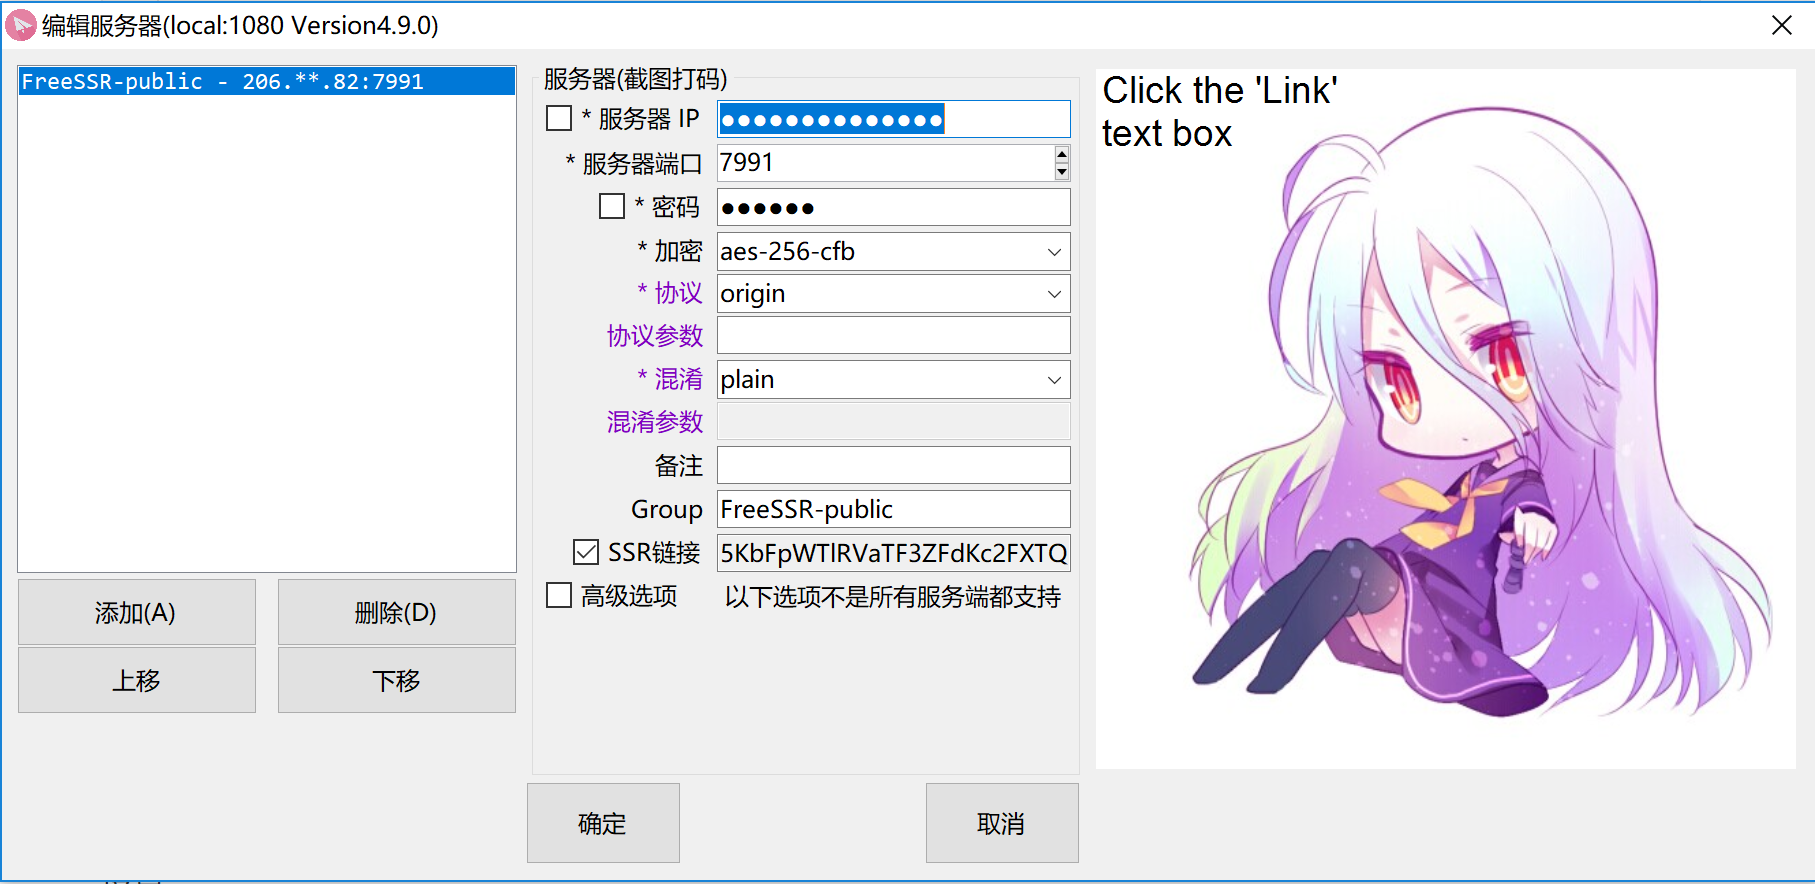 编辑服务器(local:1080 Version4.9.0)
FreeSSR-public - 206.**.82:7991
添加(A)
删除(D)
上移
下移
服务器(截图打码)
* 服务器 IP
●●●●●●●●●●●●●●
* 服务器端口
7991
* 密码
●●●●●●
* 加密
aes-256-cfb
* 协议
origin
协议参数
* 混淆
plain
混淆参数
备注
Group
FreeSSR-public
SSR链接
5KbFpWTlRVaTF3ZFdKc2FXTQ
高级选项
以下选项不是所有服务端都支持
确定
取消
Click the 'Link'
text box